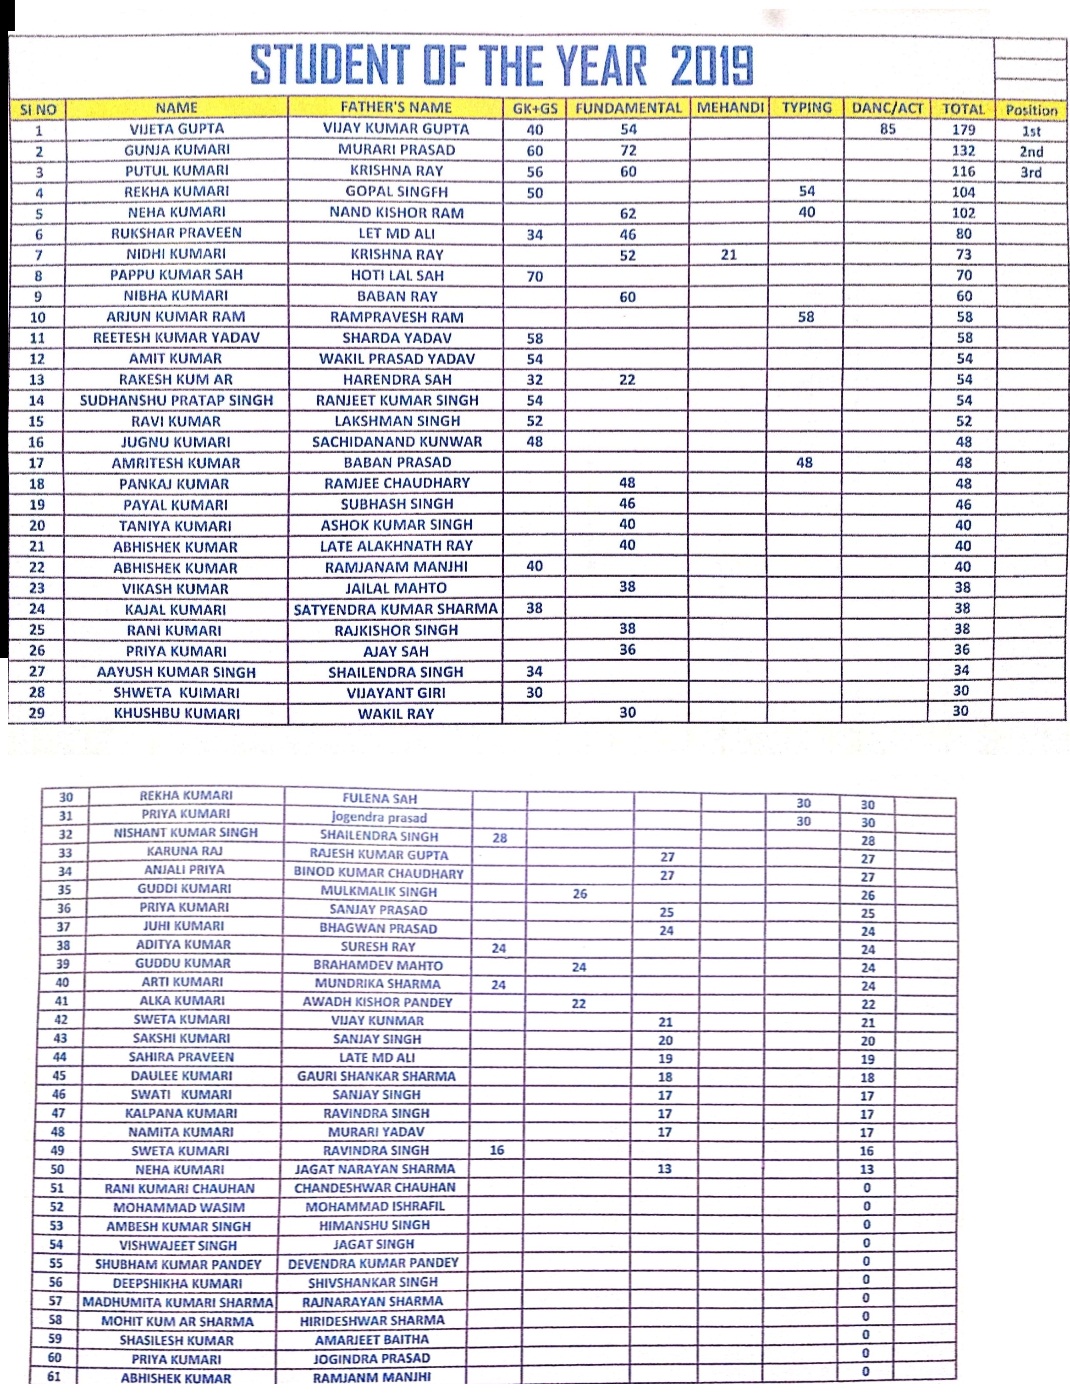 STUDENT OF THE YEAR 2019
SI NO NAME FATHER'S NAME GK+GS FUNDAMENTAL MEHANDI TYPING DANC/ACT TOTAL Position
1 VIJETA GUPTA VIJAY KUMAR GUPTA 40 54 85 179 1st
2 GUNJA KUMARI MURARI PRASAD 60 72 132 2nd
3 PUTUL KUMARI KRISHNA RAY 56 60 116 3rd
4 REKHA KUMARI GOPAL SINGFH 50 54 104
5 NEHA KUMARI NAND KISHOR RAM 62 40 102
6 RUKSHAR PRAVEEN LET MD ALI 34 46 80
7 NIDHI KUMARI KRISHNA RAY 52 21 73
8 PAPPU KUMAR SAH HOTI LAL SAH 70 70
9 NIBHA KUMARI BABAN RAY 60 60
10 ARJUN KUMAR RAM RAMPRAVESH RAM 58 58
11 REETESH KUMAR YADAV SHARDA YADAV 58 58
12 AMIT KUMAR WAKIL PRASAD YADAV 54 54
13 RAKESH KUM AR HARENDRA SAH 32 22 54
14 SUDHANSHU PRATAP SINGH RANJEET KUMAR SINGH 54 54
15 RAVI KUMAR LAKSHMAN SINGH 52 52
16 JUGNU KUMARI SACHIDANAND KUNWAR 48 48
17 AMRITESH KUMAR BABAN PRASAD 48 48
18 PANKAJ KUMAR RAMJEE CHAUDHARY 48 48
19 PAYAL KUMARI SUBHASH SINGH 46 46
20 TANIYA KUMARI ASHOK KUMAR SINGH 40 40
21 ABHISHEK KUMAR LATE ALAKHNATH RAY 40 40
22 ABHISHEK KUMAR RAMJANAM MANJHI 40 40
23 VIKASH KUMAR JAILAL MAHTO 38 38
24 KAJAL KUMARI SATYENDRA KUMAR SHARMA 38 38
25 RANI KUMARI RAJKISHOR SINGH 38 38
26 PRIYA KUMARI AJAY SAH 36 36
27 AAYUSH KUMAR SINGH SHAILENDRA SINGH 34 34
28 SHWETA KUIMARI VIJAYANT GIRI 30 30
29 KHUSHBU KUMARI WAKIL RAY 30 30
30 REKHA KUMARI FULENA SAH 30 30
31 PRIYA KUMARI jogendra prasad 30 30
32 NISHANT KUMAR SINGH SHAILENDRA SINGH 28 28
33 KARUNA RAJ RAJESH KUMAR GUPTA 27 27
34 ANJALI PRIYA BINOD KUMAR CHAUDHARY 27 27
35 GUDDI KUMARI MULKMALIK SINGH 26 26
36 PRIYA KUMARI SANJAY PRASAD 25 25
37 JUHI KUMARI BHAGWAN PRASAD 24 24
38 ADITYA KUMAR SURESH RAY 24 24
39 GUDDU KUMAR BRAHAMDEV MAHTO 24 24
40 ARTI KUMARI MUNDRIKA SHARMA 24 24
41 ALKA KUMARI AWADH KISHOR PANDEY 22 22
42 SWETA KUMARI VIJAY KUNMAR 21 21
43 SAKSHI KUMARI SANJAY SINGH 20 20
44 SAHIRA PRAVEEN LATE MD ALI 19 19
45 DAULEE KUMARI GAURI SHANKAR SHARMA 18 18
46 SWATI KUMARI SANJAY SINGH 17 17
47 KALPANA KUMARI RAVINDRA SINGH 17 17
48 NAMITA KUMARI MURARI YADAV 17 17
49 SWETA KUMARI RAVINDRA SINGH 16 16
50 NEHA KUMARI JAGAT NARAYAN SHARMA 13 13
51 RANI KUMARI CHAUHAN CHANDESHWAR CHAUHAN 0
52 MOHAMMAD WASIM MOHAMMAD ISHRAFIL 0
53 AMBESH KUMAR SINGH HIMANSHU SINGH 0
54 VISHWAJEET SINGH JAGAT SINGH 0
55 SHUBHAM KUMAR PANDEY DEVENDRA KUMAR PANDEY 0
56 DEEPSHIKHA KUMARI SHIVSHANKAR SINGH 0
57 MADHUMITA KUMARI SHARMA RAJNARAYAN SHARMA 0
58 MOHIT KUM AR SHARMA HIRIDESHWAR SHARMA 0
59 SHASILESH KUMAR AMARJEET BAITHA 0
60 PRIYA KUMARI JOGINDRA PRASAD 0
61 ABHISHEK KUMAR RAMJANM MANJHI 0